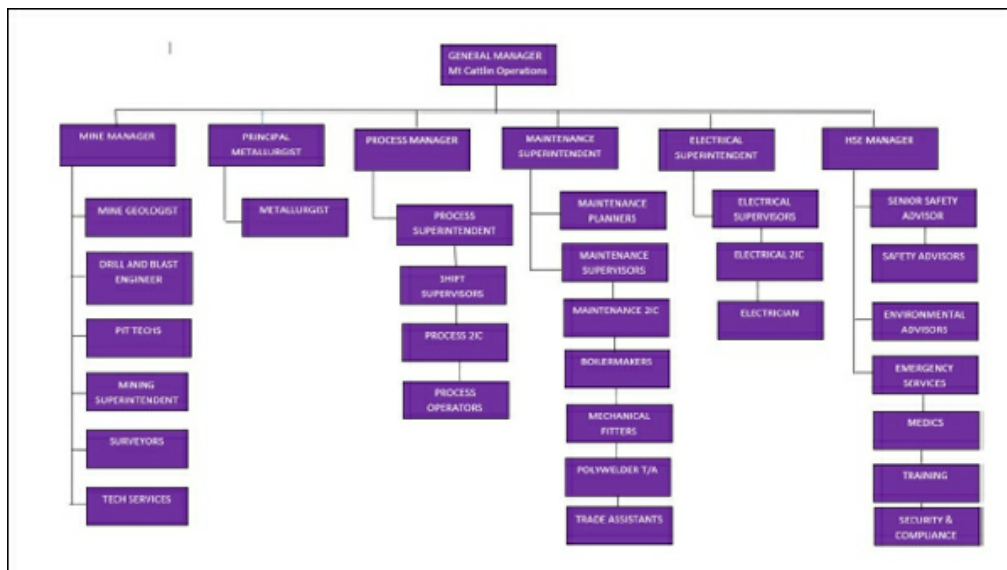 GENERAL MANAGER
Mt Cattlin Operations
MINE MANAGER
PRINCIPAL
METALLURGIST
PROCESS MANAGER
MAINTENANCE
SUPERINTENDENT
ELECTRICAL
SUPERINTENDENT
HSE MANAGER
MINE GEOLOGIST
DRILL AND BLAST
ENGINEER
PIT TECHS
MINING
SUPERINTENDENT
SURVEYORS
TECH SERVICES
METALLURGIST
PROCESS
SUPERINTENDENT
SHIFT
SUPERVISORS
PROCESS 2IC
PROCESS
OPERATORS
MAINTENANCE
PLANNERS
MAINTENANCE
SUPERVISORS
MAINTENANCE 2IC
BOILERMAKERS
MECHANICAL
FITTERS
POLYWELDER T/A
TRADE ASSISTANTS
ELECTRICAL
SUPERVISORS
ELECTRICAL 2IC
ELECTRICIAN
SENIOR SAFETY
ADVISOR
SAFETY ADVISORS
ENVIRONMENTAL
ADVISORS
EMERGENCY
SERVICES
MEDICS
TRAINING
SECURITY &
COMPLIANCE